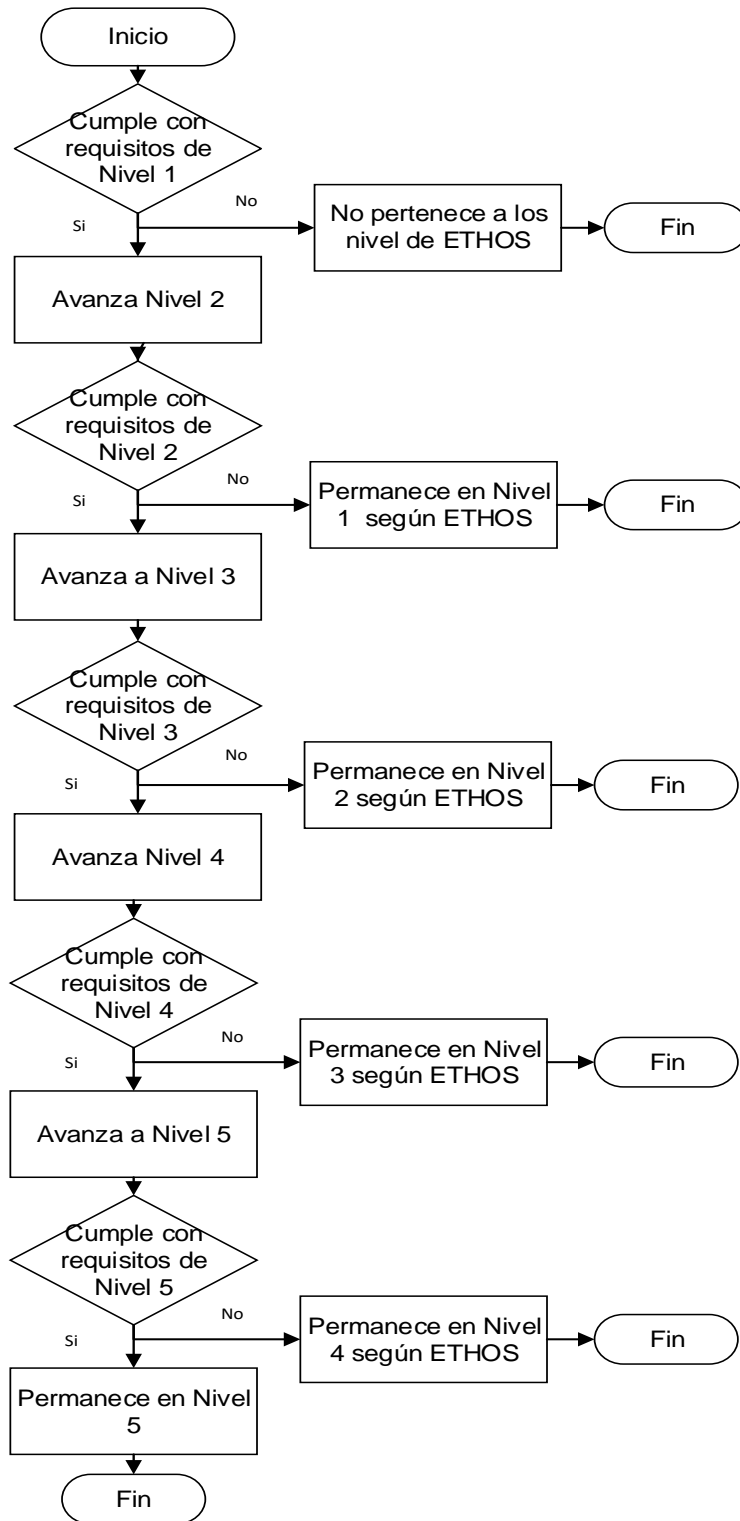 Inicio
Cumple con
requisitos de
Nivel 1
No
Si
No pertenece a los
nivel de ETHOS
Fin
Avanza Nivel 2
Cumple con
requisitos de
Nivel 2
No
Si
Permanece en Nivel
1 según ETHOS
Fin
Avanza a Nivel 3
Cumple con
requisitos de
Nivel 3
No
Si
Permanece en Nivel
2 según ETHOS
Fin
Avanza Nivel 4
Cumple con
requisitos de
Nivel 4
No
Si
Permanece en Nivel
3 según ETHOS
Fin
Avanza a Nivel 5
Cumple con
requisitos de
Nivel 5
No
Si
Permanece en Nivel
4 según ETHOS
Fin
Permanece en Nivel
5
Fin